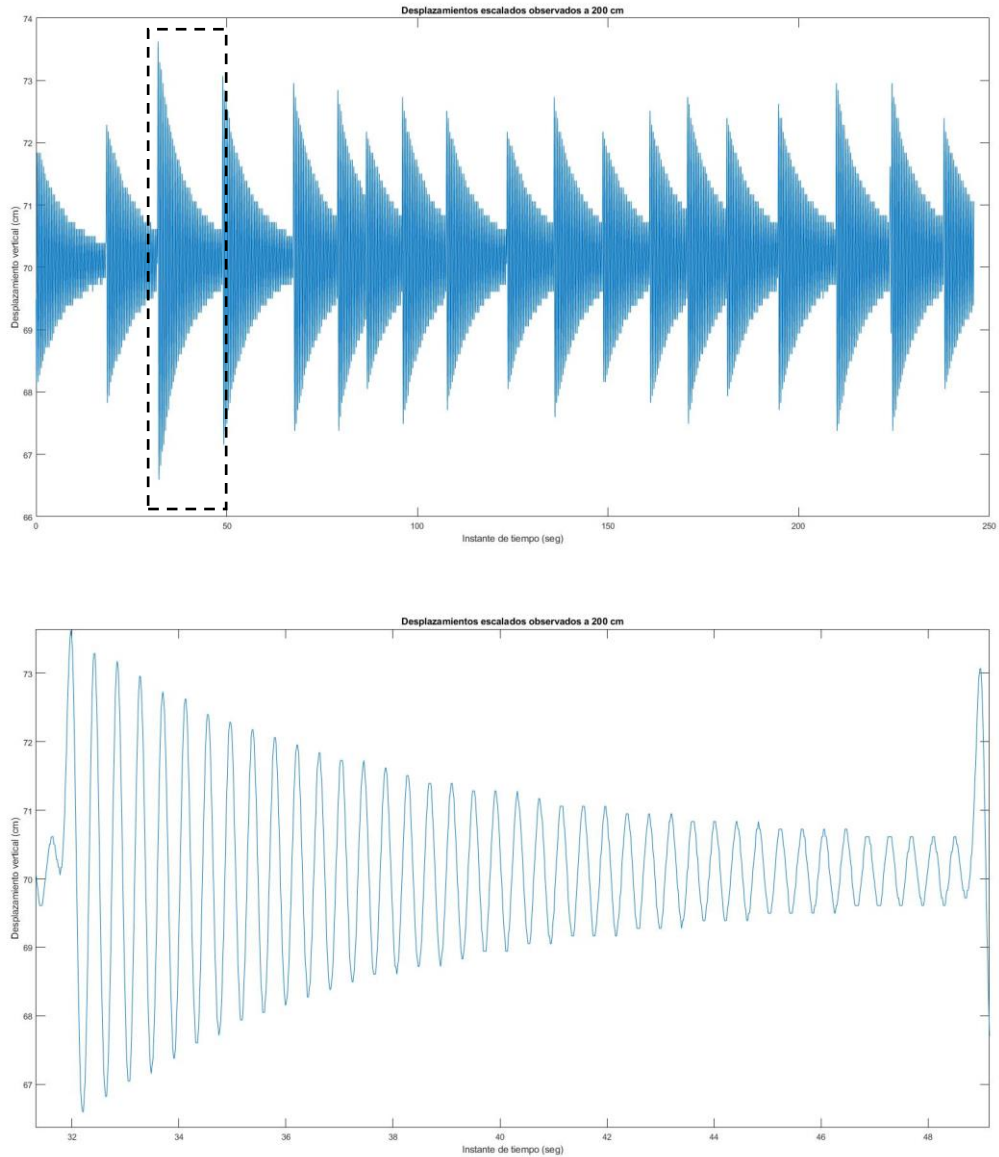 Desplazamientos escalados observados a 200 cm
74
73
72
71
70
69
68
67
66
Desplazamiento vertical (cm)
0 50 100 150 200 250
Instante de tiempo (seg)
Desplazamientos escalados observados a 200 cm
73
72
71
70
69
68
67
Desplazamiento vertical (cm)
32 34 36 38 40 42 44 46 48
Instante de tiempo (seg)